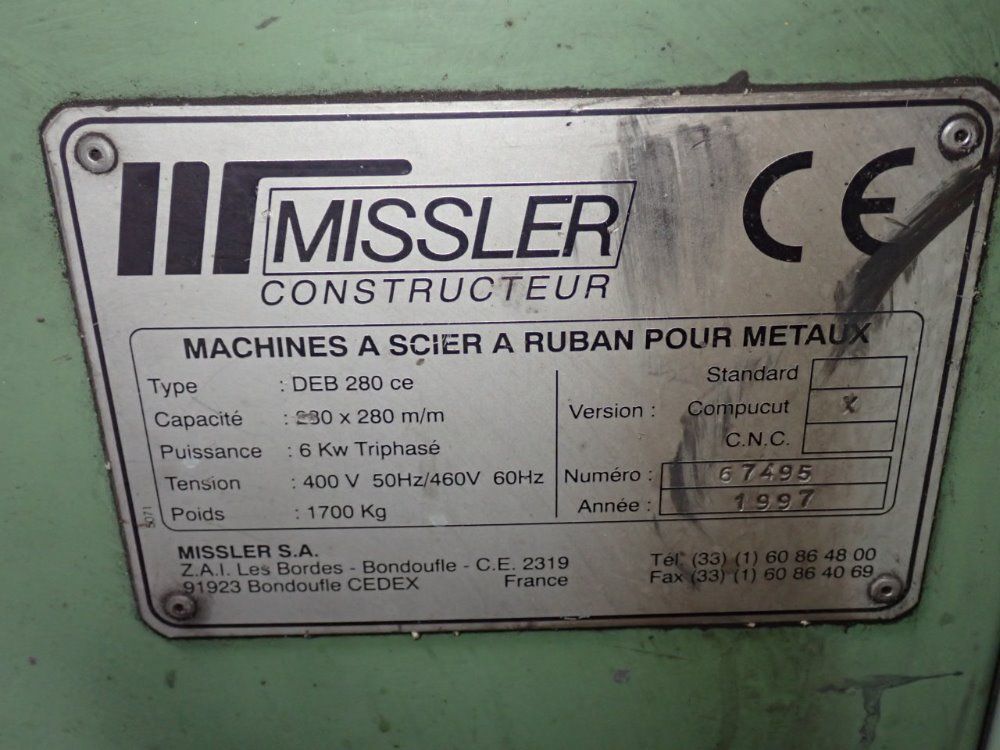 MISSLER
CE
CONSTRUCTEUR
MACHINES A SCIER A RUBAN POUR METAUX
Type : DEB 280 ce
Capacité : 280 x 280 m/m
Puissance : 6 Kw Triphasé
Tension : 400 V 50Hz/460V 60Hz
Poids : 1700 Kg
Standard
Version : Compucut X
C.N.C.
Numéro : 67495
Année : 1997
5071
MISSLER S.A.
Z.A.I. Les Bordes - Bondoufle - C.E. 2319
91923 Bondoufle CEDEX France
Tél. (33) (1) 60 86 48 00
Fax (33) (1) 60 86 40 69